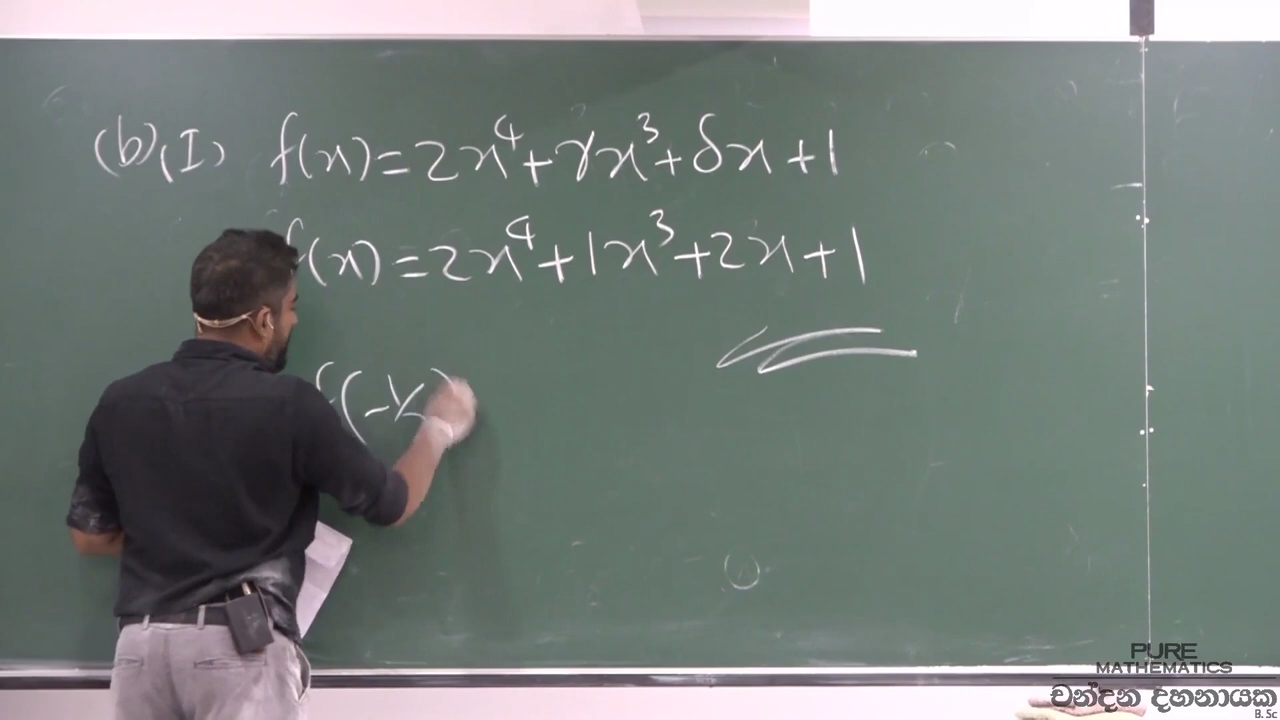 (b) (I) f(x) = 2x⁴ + γx³ + δx + 1
f(x) = 2x⁴ + 1x³ + 2x + 1
f(-½)
PURE
MATHEMATICS
චන්දන දහනායක
B. Sc